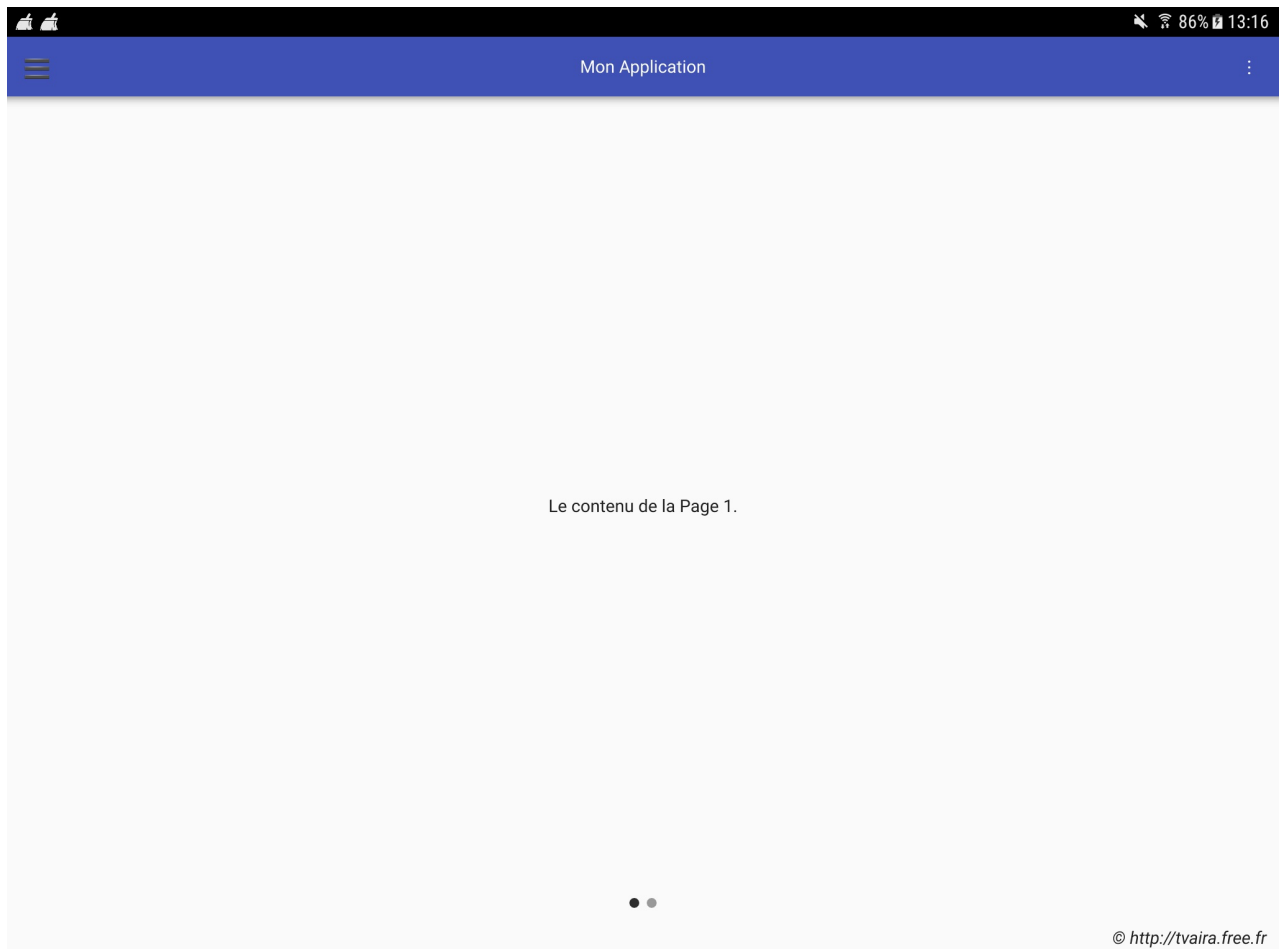 86% 13:16
Mon Application
Le contenu de la Page 1.
© http://tvaira.free.fr